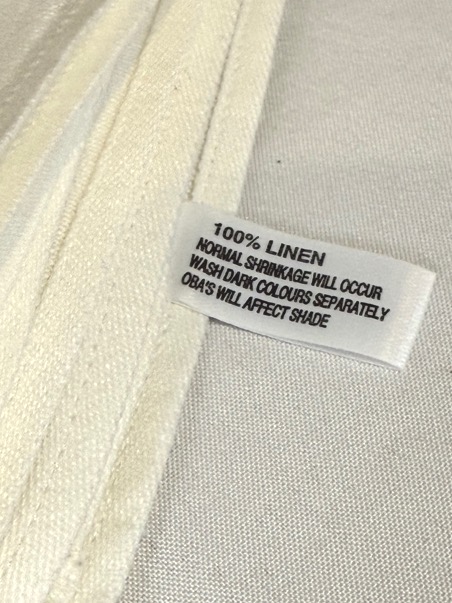 100% LINEN
NORMAL SHRINKAGE WILL OCCUR
WASH DARK COLOURS SEPARATELY
OBA'S WILL AFFECT SHADE